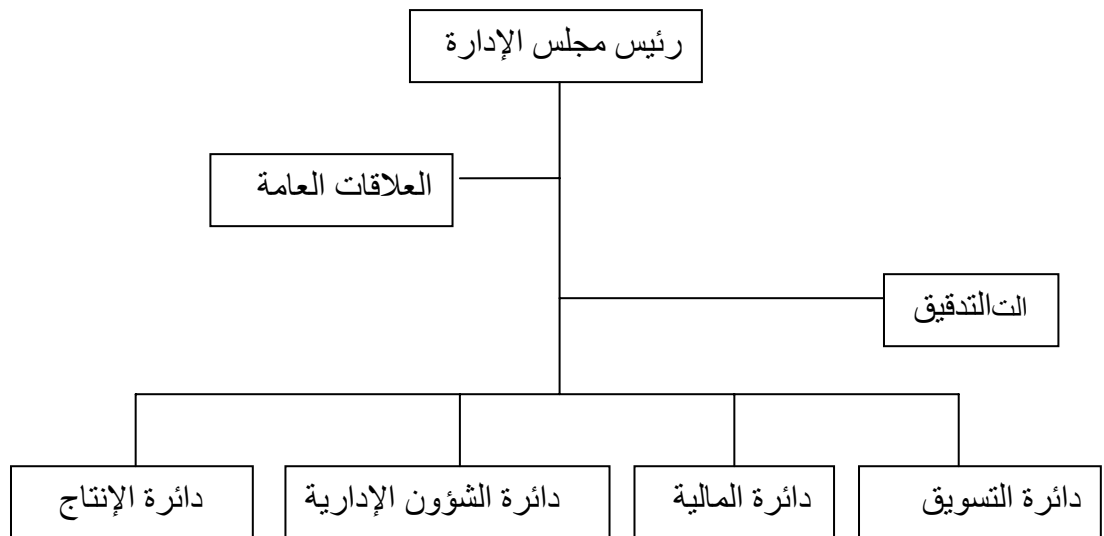 رئيس مجلس الإدارة
العلاقات العامة
التالتدقيق
دائرة التسويق
دائرة المالية
دائرة الشؤون الإدارية
دائرة الإنتاج